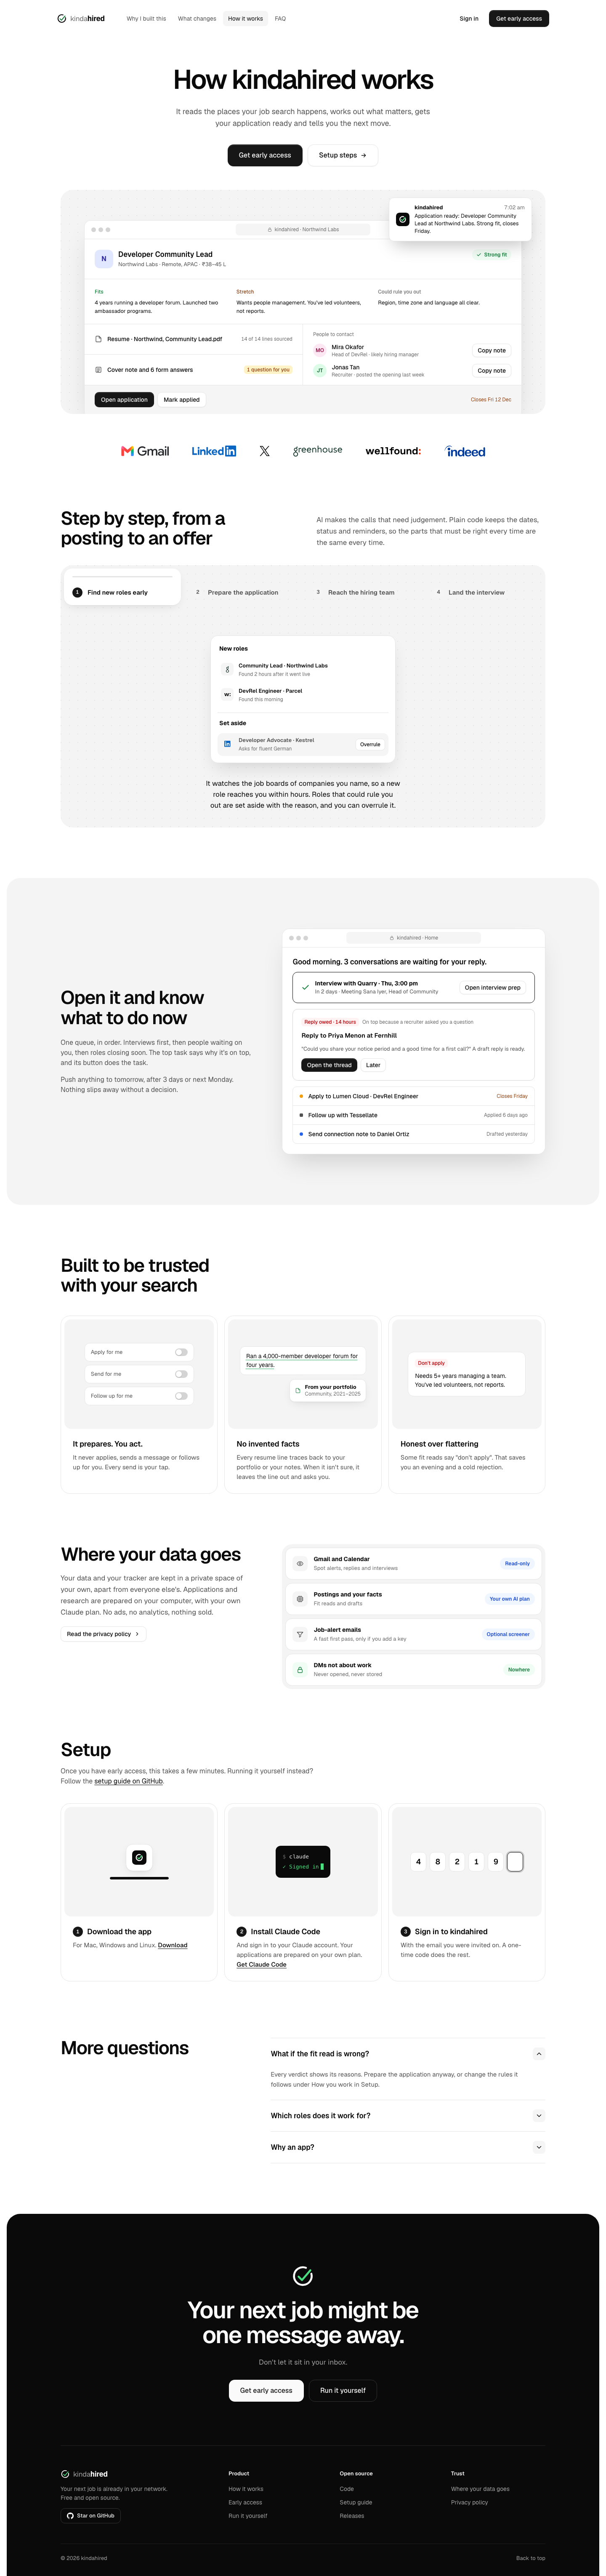 kindahired
Why I built this
What changes
How it works
FAQ
Sign in
Get early access
How kindahired works
It reads the places your job search happens, works out what matters, gets
your application ready and tells you the next move.
Get early access
Setup steps →
kindahired
7:02 am
Application ready: Developer Community
Lead at Northwind Labs. Strong fit, closes
Friday.
kindahired · Northwind Labs
N
Developer Community Lead
Northwind Labs · Remote, APAC · ₹38–45 L
Strong fit
Fits
4 years running a developer forum. Launched two
ambassador programs.
Stretch
Wants people management. You've led volunteers,
not reports.
Could rule you out
Region, time zone and language all clear.
Resume · Northwind, Community Lead.pdf
14 of 14 lines sourced
Cover note and 6 form answers
1 question for you
People to contact
MO
Mira Okafor
Head of DevRel · likely hiring manager
Copy note
JT
Jonas Tan
Recruiter · posted the opening last week
Copy note
Open application
Mark applied
Closes Fri 12 Dec
Gmail
LinkedIn
X
greenhouse
wellfound:
indeed
Step by step, from a
posting to an offer
AI makes the calls that need judgement. Plain code keeps the dates,
status and reminders, so the parts that must be right every time are
the same every time.
1 Find new roles early
2 Prepare the application
3 Reach the hiring team
4 Land the interview
New roles
Community Lead · Northwind Labs
Found 2 hours after it went live
w:
DevRel Engineer · Parcel
Found this morning
Set aside
Developer Advocate · Kestrel
Asks for fluent German
Overrule
It watches the job boards of companies you name, so a new
role reaches you within hours. Roles that could rule you
out are set aside with the reason, and you can overrule it.
Open it and know
what to do now
One queue, in order. Interviews first, then people waiting on
you, then roles closing soon. The top task says why it's on top,
and its button does the task.
Push anything to tomorrow, after 3 days or next Monday.
Nothing slips away without a decision.
kindahired · Home
Good morning. 3 conversations are waiting for your reply.
Interview with Quarry · Thu, 3:00 pm
In 2 days · Meeting Sana Iyer, Head of Community
Open interview prep
Reply owed · 14 hours
On top because a recruiter asked you a question
Reply to Priya Menon at Fernhill
"Could you share your notice period and a good time for a first call?" A draft reply is ready.
Open the thread
Later
Apply to Lumen Cloud · DevRel Engineer
Closes Friday
Follow up with Tessellate
Applied 6 days ago
Send connection note to Daniel Ortiz
Drafted yesterday
Built to be trusted
with your search
Apply for me
Send for me
Follow up for me
It prepares. You act.
It never applies, sends a message or follows
up for you. Every send is your tap.
Ran a 4,000-member developer forum for
four years.
From your portfolio
Community, 2021–2025
No invented facts
Every resume line traces back to your
portfolio or your notes. When it isn't sure, it
leaves the line out and asks you.
Don't apply
Needs 5+ years managing a team.
You've led volunteers, not reports.
Honest over flattering
Some fit reads say "don't apply". That saves
you an evening and a cold rejection.
Where your data goes
Your data and your tracker are kept in a private space of
your own, apart from everyone else's. Applications and
research are prepared on your computer, with your own
Claude plan. No ads, no analytics, nothing sold.
Read the privacy policy
Gmail and Calendar
Spot alerts, replies and interviews
Read-only
Postings and your facts
Fit reads and drafts
Your own AI plan
Job-alert emails
A fast first pass, only if you add a key
Optional screener
DMs not about work
Never opened, never stored
Nowhere
Setup
Once you have early access, this takes a few minutes. Running it yourself instead?
Follow the setup guide on GitHub.
1 Download the app
For Mac, Windows and Linux. Download
$ claude
✓ Signed in
2 Install Claude Code
And sign in to your Claude account. Your
applications are prepared on your own plan.
Get Claude Code
4 8 2 1 9
3 Sign in to kindahired
With the email you were invited on. A one-
time code does the rest.
More questions
What if the fit read is wrong?
Every verdict shows its reasons. Prepare the application anyway, or change the rules it
follows under How you work in Setup.
Which roles does it work for?
Why an app?
Your next job might be
one message away.
Don't let it sit in your inbox.
Get early access
Run it yourself
kindahired
Your next job is already in your network.
Free and open source.
Star on GitHub
Product
How it works
Early access
Run it yourself
Open source
Code
Setup guide
Releases
Trust
Where your data goes
Privacy policy
© 2026 kindahired
Back to top